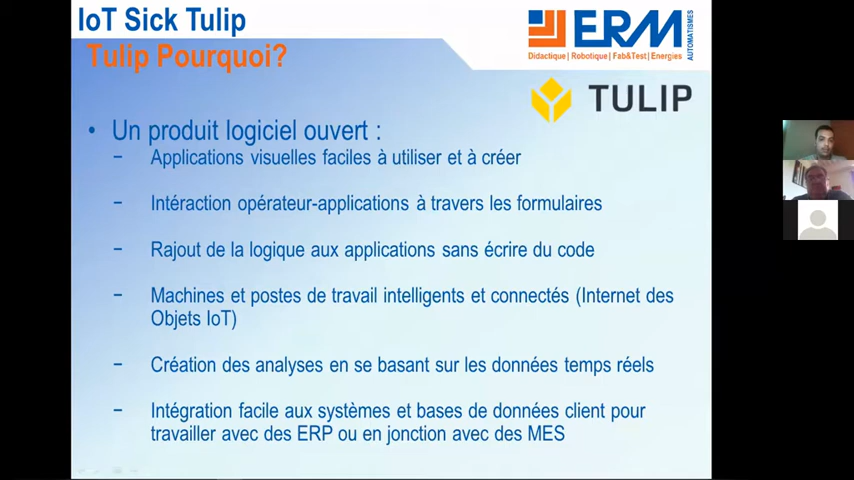 IoT Sick Tulip
Tulip Pourquoi?
ERM
AUTOMATISMES
Didactique | Robotique | Fab&Test | Energies
TULIP
• Un produit logiciel ouvert :
− Applications visuelles faciles à utiliser et à créer
− Intéraction opérateur-applications à travers les formulaires
− Rajout de la logique aux applications sans écrire du code
− Machines et postes de travail intelligents et connectés (Internet des
Objets IoT)
− Création des analyses en se basant sur les données temps réels
− Intégration facile aux systèmes et bases de données client pour
travailler avec des ERP ou en jonction avec des MES